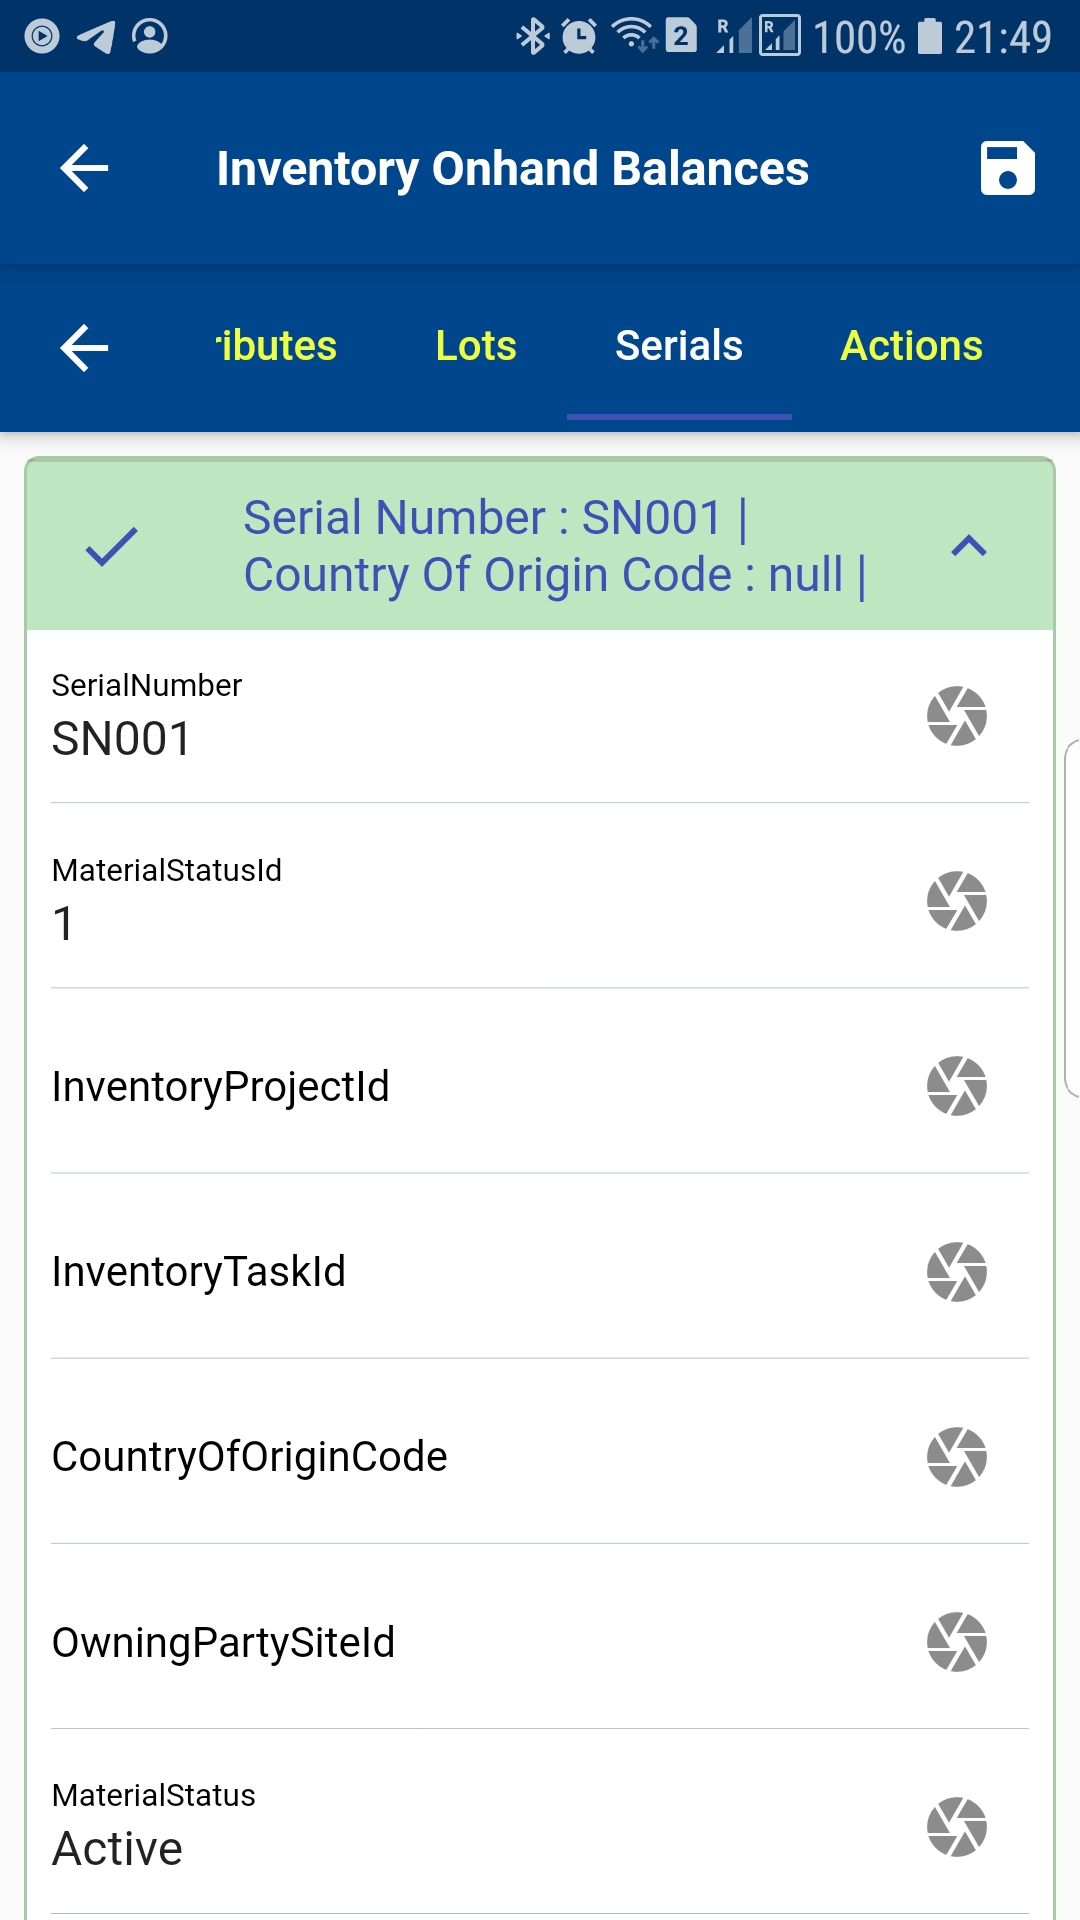 2 R R 100% 21:49
Inventory Onhand Balances
ributes Lots Serials Actions
Serial Number : SN001 |
Country Of Origin Code : null |
SerialNumber
SN001
MaterialStatusId
1
InventoryProjectId
InventoryTaskId
CountryOfOriginCode
OwningPartySiteId
MaterialStatus
Active